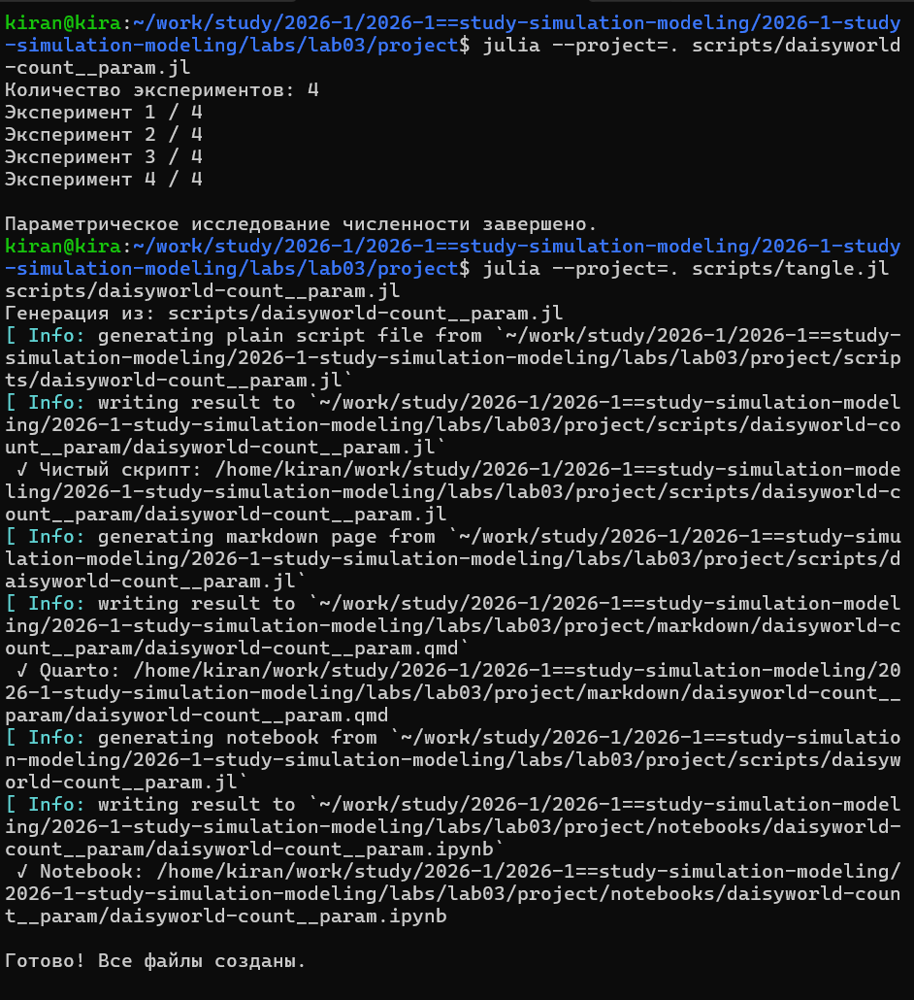 kiran@kira:~/work/study/2026-1/2026-1==study-simulation-modeling/2026-1-study
-simulation-modeling/labs/lab03/project$ julia --project=. scripts/daisyworld
-count__param.jl
Количество экспериментов: 4
Эксперимент 1 / 4
Эксперимент 2 / 4
Эксперимент 3 / 4
Эксперимент 4 / 4
Параметрическое исследование численности завершено.
kiran@kira:~/work/study/2026-1/2026-1==study-simulation-modeling/2026-1-study
-simulation-modeling/labs/lab03/project$ julia --project=. scripts/tangle.jl
scripts/daisyworld-count__param.jl
Генерация из: scripts/daisyworld-count__param.jl
[ Info: generating plain script file from `~/work/study/2026-1/2026-1==study-
simulation-modeling/2026-1-study-simulation-modeling/labs/lab03/project/scrip
ts/daisyworld-count__param.jl`
[ Info: writing result to `~/work/study/2026-1/2026-1==study-simulation-model
ing/2026-1-study-simulation-modeling/labs/lab03/project/scripts/daisyworld-co
unt__param/daisyworld-count__param.jl`
✓ Чистый скрипт: /home/kiran/work/study/2026-1/2026-1==study-simulation-mode
ling/2026-1-study-simulation-modeling/labs/lab03/project/scripts/daisyworld-c
ount__param/daisyworld-count__param.jl
[ Info: generating markdown page from `~/work/study/2026-1/2026-1==study-simu
lation-modeling/2026-1-study-simulation-modeling/labs/lab03/project/scripts/d
aisyworld-count__param.jl`
[ Info: writing result to `~/work/study/2026-1/2026-1==study-simulation-model
ing/2026-1-study-simulation-modeling/labs/lab03/project/markdown/daisyworld-c
ount__param/daisyworld-count__param.qmd`
✓ Quarto: /home/kiran/work/study/2026-1/2026-1==study-simulation-modeling/20
26-1-study-simulation-modeling/labs/lab03/project/markdown/daisyworld-count__
param/daisyworld-count__param.qmd
[ Info: generating notebook from `~/work/study/2026-1/2026-1==study-simulatio
n-modeling/2026-1-study-simulation-modeling/labs/lab03/project/scripts/daisyw
orld-count__param.jl`
[ Info: writing result to `~/work/study/2026-1/2026-1==study-simulation-model
ing/2026-1-study-simulation-modeling/labs/lab03/project/notebooks/daisyworld-
count__param/daisyworld-count__param.ipynb`
✓ Notebook: /home/kiran/work/study/2026-1/2026-1==study-simulation-modeling/
2026-1-study-simulation-modeling/labs/lab03/project/notebooks/daisyworld-coun
t__param/daisyworld-count__param.ipynb
Готово! Все файлы созданы.